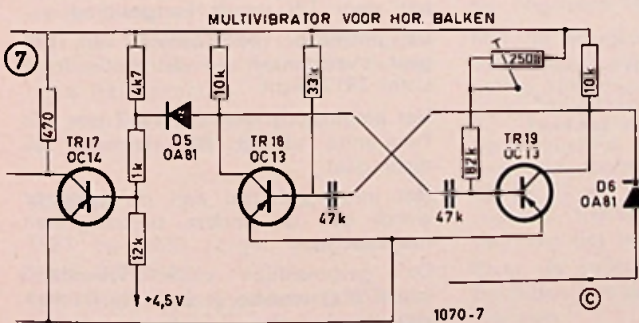 MULTIVIBRATOR VOOR HOR. BALKEN
7
470
4k7
10k
33k
250k
10k
TR17
OC14
D5
OA81
TR18
OC13
TR19
OC13
1k
82k
D6
OA81
12k
47k
47k
+4,5V
1070-7
C